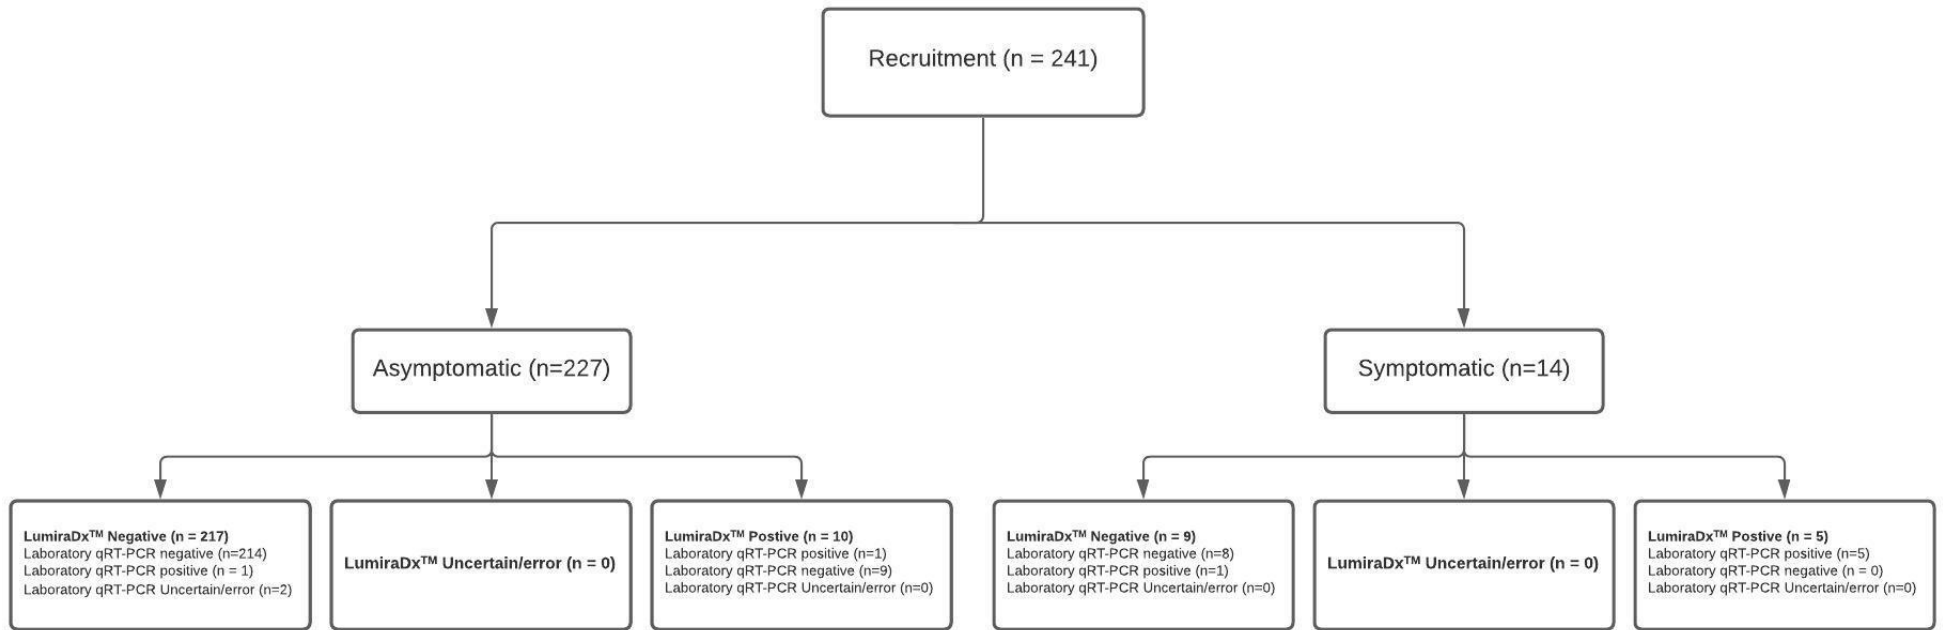 Recruitment (n = 241)
Asymptomatic (n=227)
Symptomatic (n=14)
LumiraDx™ Negative (n = 217)
Laboratory qRT-PCR negative (n=214)
Laboratory qRT-PCR positive (n = 1)
Laboratory qRT-PCR Uncertain/error (n=2)
LumiraDx™ Uncertain/error (n = 0)
LumiraDx™ Postive (n = 10)
Laboratory qRT-PCR positive (n=1)
Laboratory qRT-PCR negative (n=9)
Laboratory qRT-PCR Uncertain/error (n=0)
LumiraDx™ Negative (n = 9)
Laboratory qRT-PCR negative (n=8)
Laboratory qRT-PCR positive (n=1)
Laboratory qRT-PCR Uncertain/error (n=0)
LumiraDx™ Uncertain/error (n = 0)
LumiraDx™ Postive (n = 5)
Laboratory qRT-PCR positive (n=5)
Laboratory qRT-PCR negative (n = 0)
Laboratory qRT-PCR Uncertain/error (n=0)